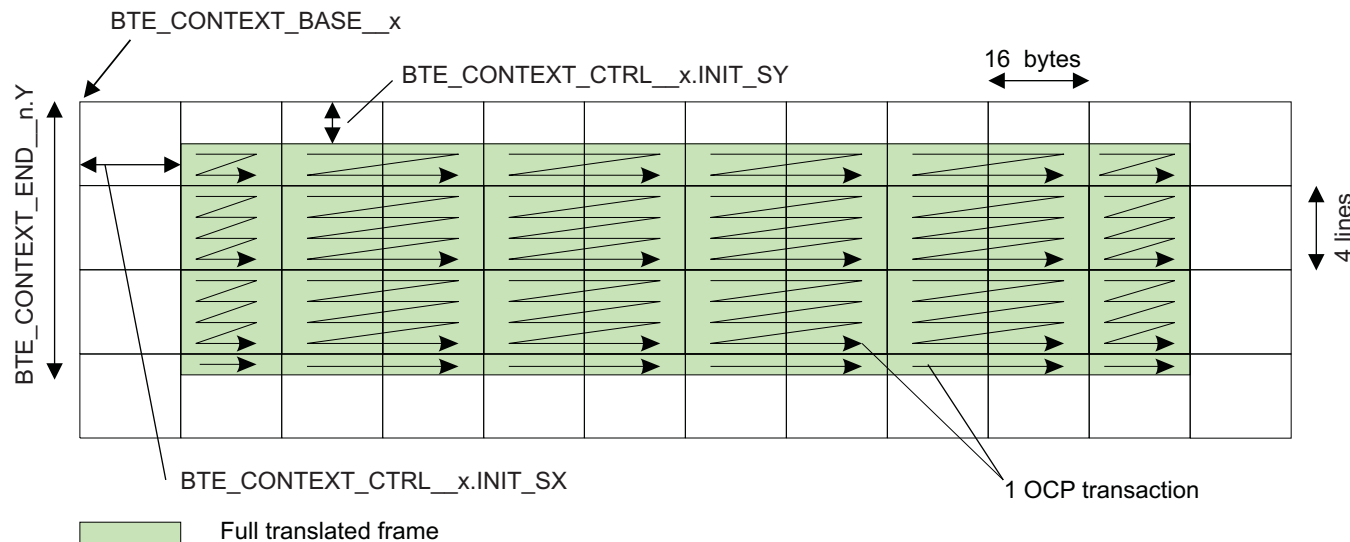 BTE_CONTEXT_BASE__x
16 bytes
BTE_CONTEXT_CTRL__x.INIT_SY
BTE_CONTEXT_END__n.Y
4 lines
BTE_CONTEXT_CTRL__x.INIT_SX
1 OCP transaction
Full translated frame